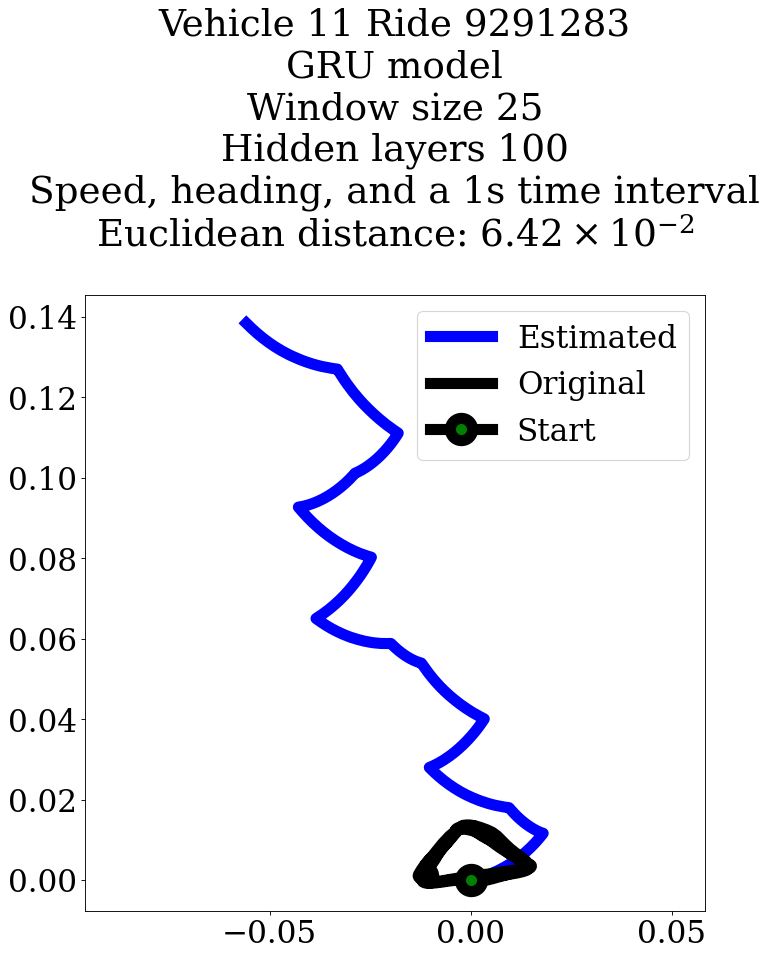 Vehicle 11 Ride 9291283
GRU model
Window size 25
Hidden layers 100
Speed, heading, and a 1s time interval
Euclidean distance: 6.42 × 10⁻²
0.14
0.12
0.10
0.08
0.06
0.04
0.02
0.00
Estimated
Original
Start
−0.05
0.00
0.05